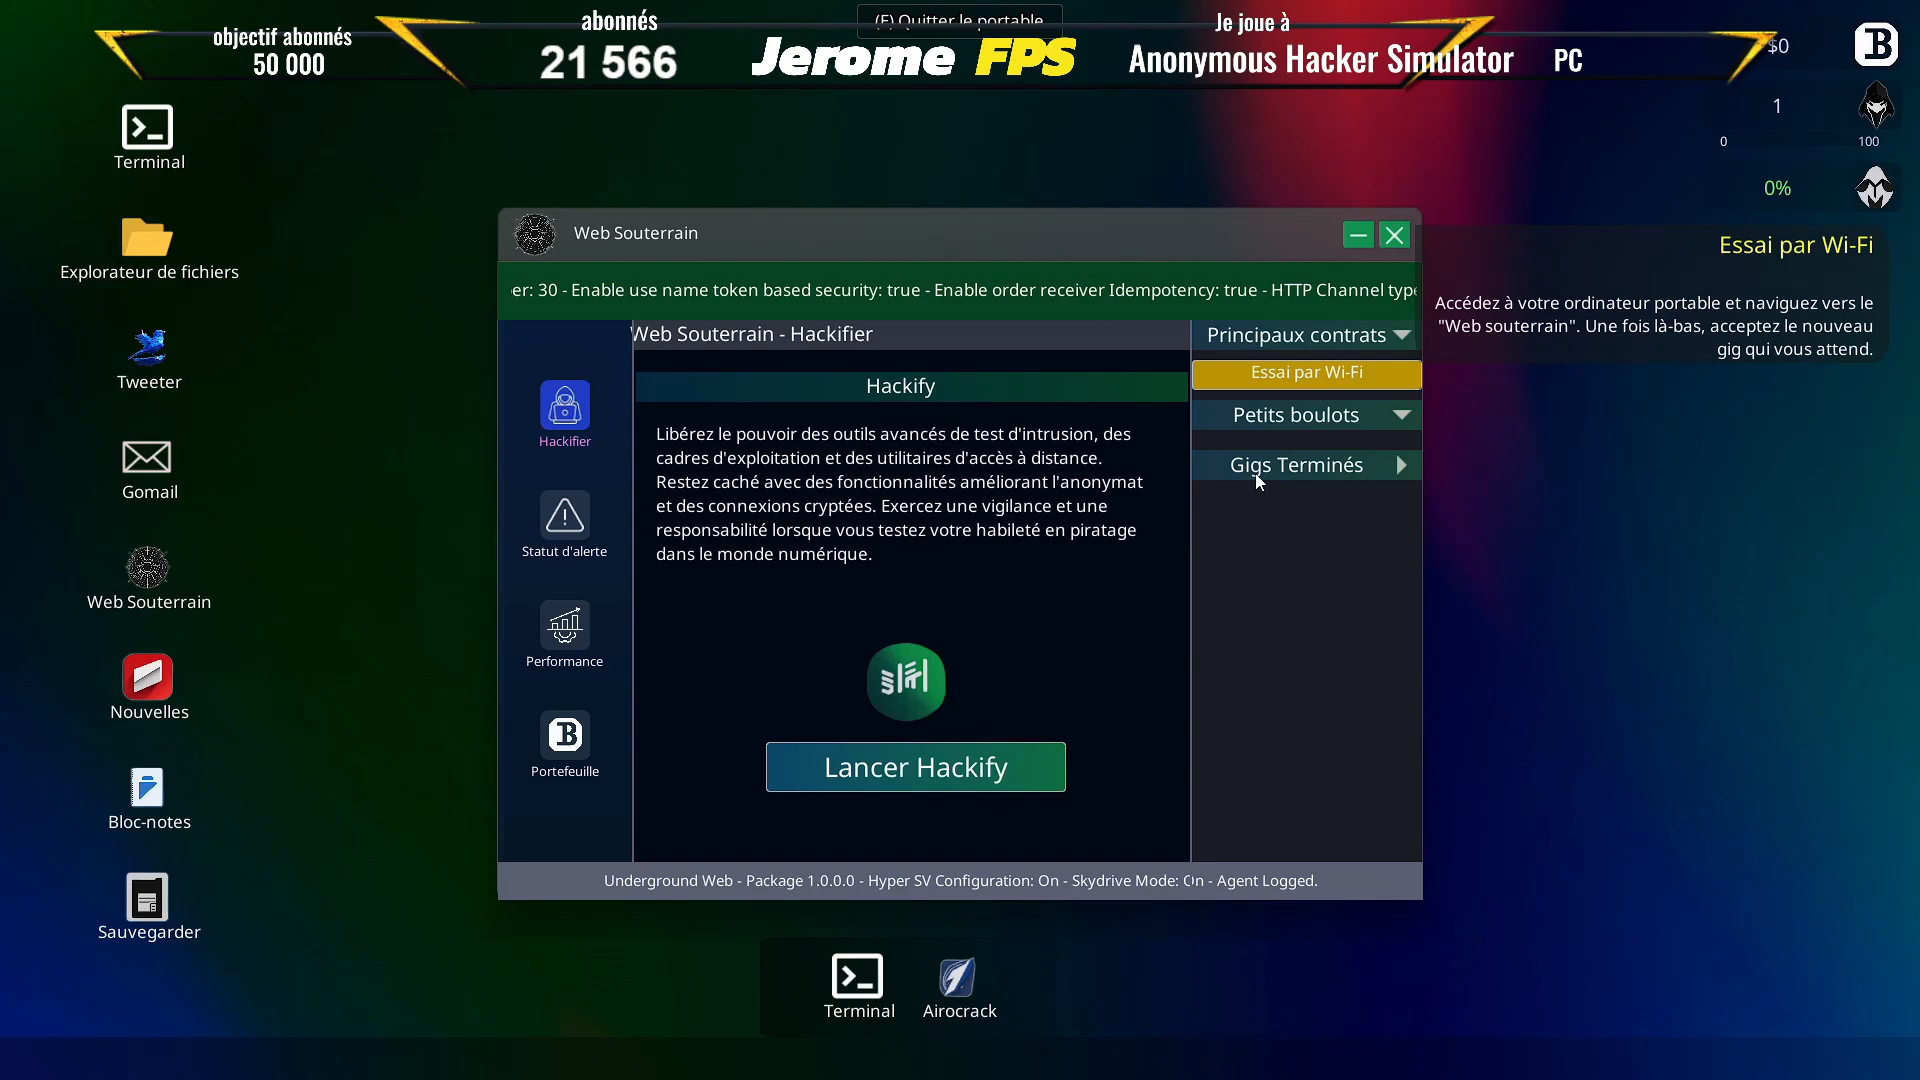 objectif abonnés
50 000
abonnés
21 566
(E) Quitter le portable
Jerome FPS
Je joue à
Anonymous Hacker Simulator
PC
$0
1
0
100
0%
Terminal
Explorateur de fichiers
Tweeter
Gomail
Web Souterrain
Nouvelles
Bloc-notes
Sauvegarder
Web Souterrain
er: 30 - Enable use name token based security: true - Enable order receiver Idempotency: true - HTTP Channel type
Hackifier
Statut d'alerte
Performance
Portefeuille
Web Souterrain - Hackifier
Hackify
Libérez le pouvoir des outils avancés de test d'intrusion, des
cadres d'exploitation et des utilitaires d'accès à distance.
Restez caché avec des fonctionnalités améliorant l'anonymat
et des connexions cryptées. Exercez une vigilance et une
responsabilité lorsque vous testez votre habileté en piratage
dans le monde numérique.
Lancer Hackify
Principaux contrats
Essai par Wi-Fi
Petits boulots
Gigs Terminés
Underground Web - Package 1.0.0.0 - Hyper SV Configuration: On - Skydrive Mode: On - Agent Logged.
Essai par Wi-Fi
Accédez à votre ordinateur portable et naviguez vers le
"Web souterrain". Une fois là-bas, acceptez le nouveau
gig qui vous attend.
Terminal
Airocrack